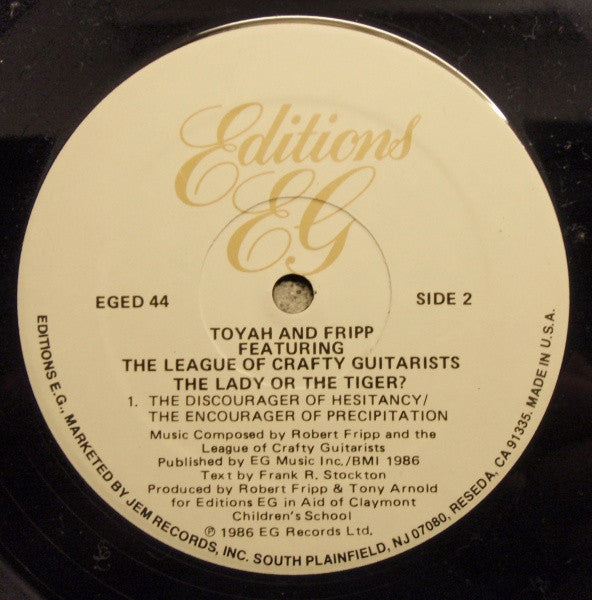 Editions
EG
EGED 44
SIDE 2
TOYAH AND FRIPP
FEATURING
THE LEAGUE OF CRAFTY GUITARISTS
THE LADY OR THE TIGER?
1. THE DISCOURAGER OF HESITANCY/
THE ENCOURAGER OF PRECIPITATION
Music Composed by Robert Fripp and the
League of Crafty Guitarists
Published by EG Music Inc./BMI 1986
Text by Frank R. Stockton
Produced by Robert Fripp & Tony Arnold
for Editions EG in Aid of Claymont
Children's School
℗ 1986 EG Records Ltd.
EDITIONS E.G., MARKETED BY JEM RECORDS, INC. SOUTH PLAINFIELD, NJ 07080, RESEDA, CA 91335. MADE IN U.S.A.